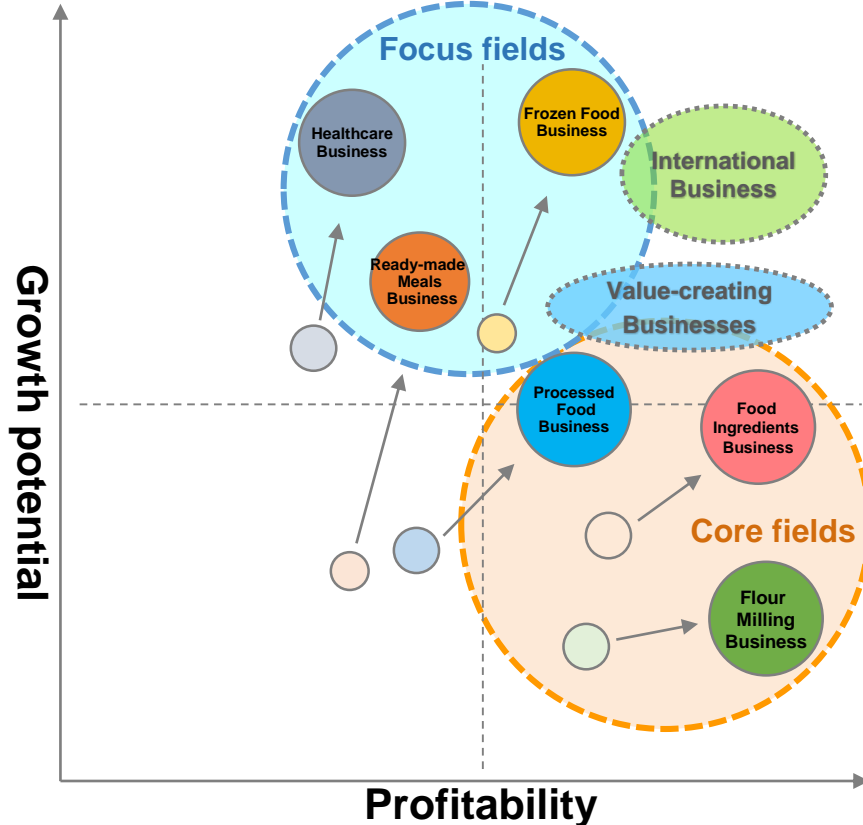 Focus fields
Healthcare
Business
Frozen Food
Business
International
Business
Ready-made
Meals
Business
Value-creating
Businesses
Growth potential
Processed
Food
Business
Food
Ingredients
Business
Core fields
Flour
Milling
Business
Profitability